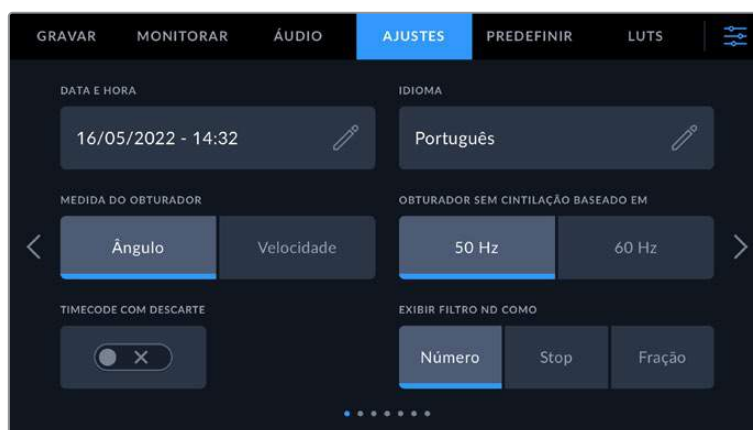 GRAVAR MONITORAR ÁUDIO AJUSTES PREDEFINIR LUTS
DATA E HORA IDIOMA
16/05/2022 - 14:32 Português
MEDIDA DO OBTURADOR OBTURADOR SEM CINTILAÇÃO BASEADO EM
Ângulo Velocidade 50 Hz 60 Hz
TIMECODE COM DESCARTE EXIBIR FILTRO ND COMO
Número Stop Fração